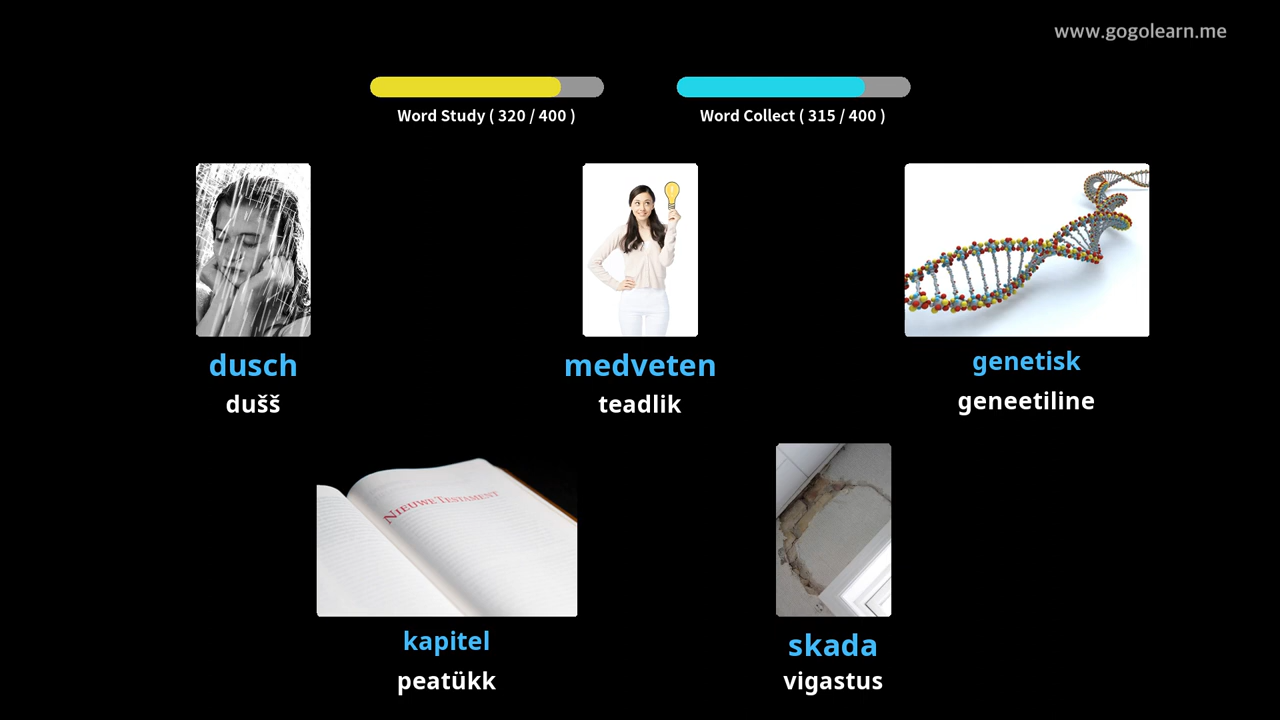 www.gogolearn.me
Word Study ( 320 / 400 )
Word Collect ( 315 / 400 )
dusch
dušš
medveten
teadlik
genetisk
geneetiline
NIEUWE TESTAMENT
kapitel
peatükk
skada
vigastus